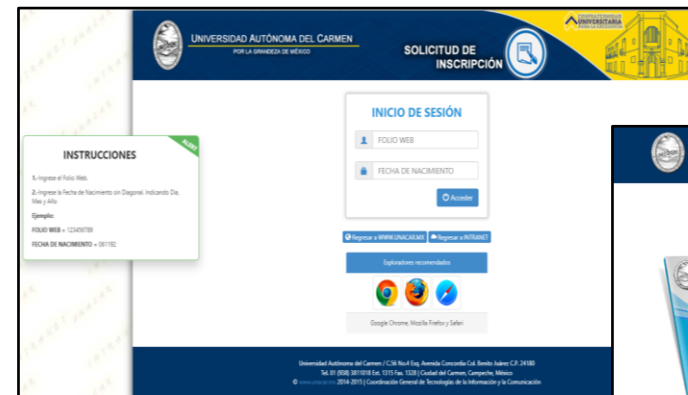 UNIVERSIDAD AUTÓNOMA DEL CARMEN
POR LA GRANDEZA DE MÉXICO
SOLICITUD DE
INSCRIPCIÓN
INICIO DE SESIÓN
FOLIO WEB
FECHA DE NACIMIENTO
Acceder
ALERT
INSTRUCCIONES
1.-Ingrese el Folio Web.
2.-Ingrese la Fecha de Nacimiento sin Diagonal. Indicando Dia,
Mes y Año.
Ejemplo:
FOLIO WEB = 123456789
FECHA DE NACIMIENTO = 061192
Regresar a WWW.UNACAR.MX
Regresar a INTRANET
Exploradores recomendados
Google Chrome, Mozilla Firefox y Safari
Universidad Autónoma del Carmen / C.56 No.4 Esq. Avenida Concordia Col. Benito Juárez C.P. 24180
Tel. 01 (938) 3811018 Ext. 1315 Fax. 1328 | Ciudad del Carmen, Campeche, México
© www.unacar.mx 2014-2015 | Coordinación General de Tecnologías de la Información y la Comunicación